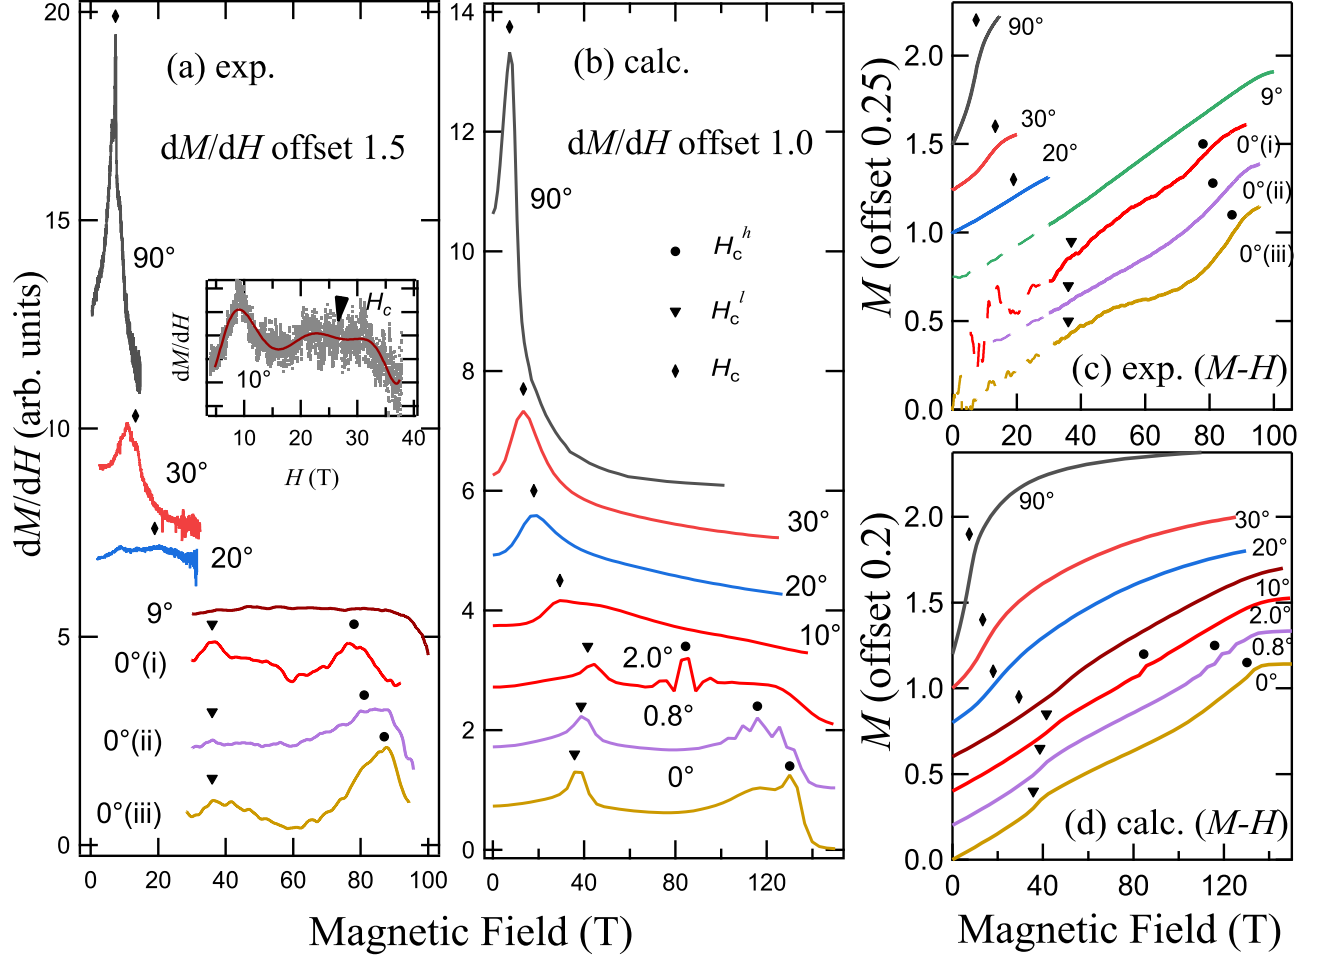 (a) exp.
dM/dH offset 1.5
90°
30°
20°
9°
0°(i)
0°(ii)
0°(iii)
20
15
10
5
0
0 20 40 60 80 100
dM/dH (arb. units)
dM/dH
10°
Hc
10 20 30 40
H (T)
(b) calc.
dM/dH offset 1.0
90°
Hc^h
Hc^l
Hc
30°
20°
10°
2.0°
0.8°
0°
14
12
10
8
6
4
2
0
0 40 80 120
Magnetic Field (T)
M (offset 0.25)
2.0
1.5
1.0
0.5
0.0
90°
30°
20°
9°
0°(i)
0°(ii)
0°(iii)
(c) exp. (M-H)
0 20 40 60 80 100
M (offset 0.2)
2.0
1.5
1.0
0.5
0.0
90°
30°
20°
10°
2.0°
0.8°
0°
(d) calc. (M-H)
0 40 80 120
Magnetic Field (T)